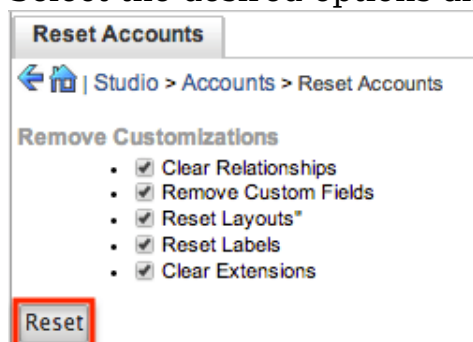 Select the desired options an
Reset Accounts
| Studio > Accounts > Reset Accounts
Remove Customizations
• Clear Relationships
• Remove Custom Fields
• Reset Layouts*
• Reset Labels
• Clear Extensions
Reset